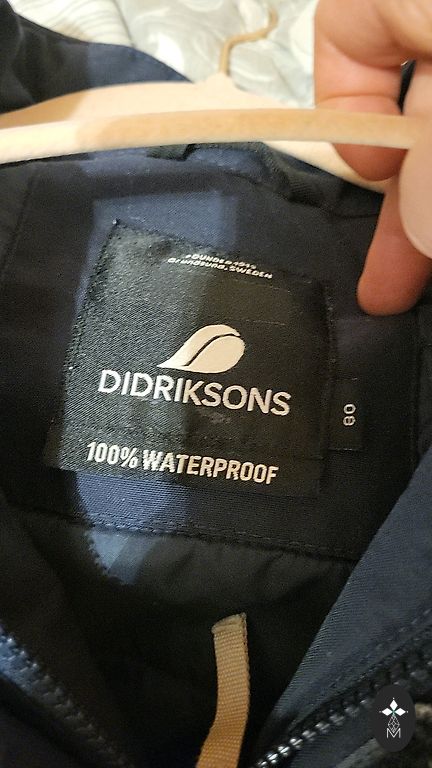 FOUNDED 1913
GRUNDSUND, SWEDEN
DIDRIKSONS
100% WATERPROOF
80
M